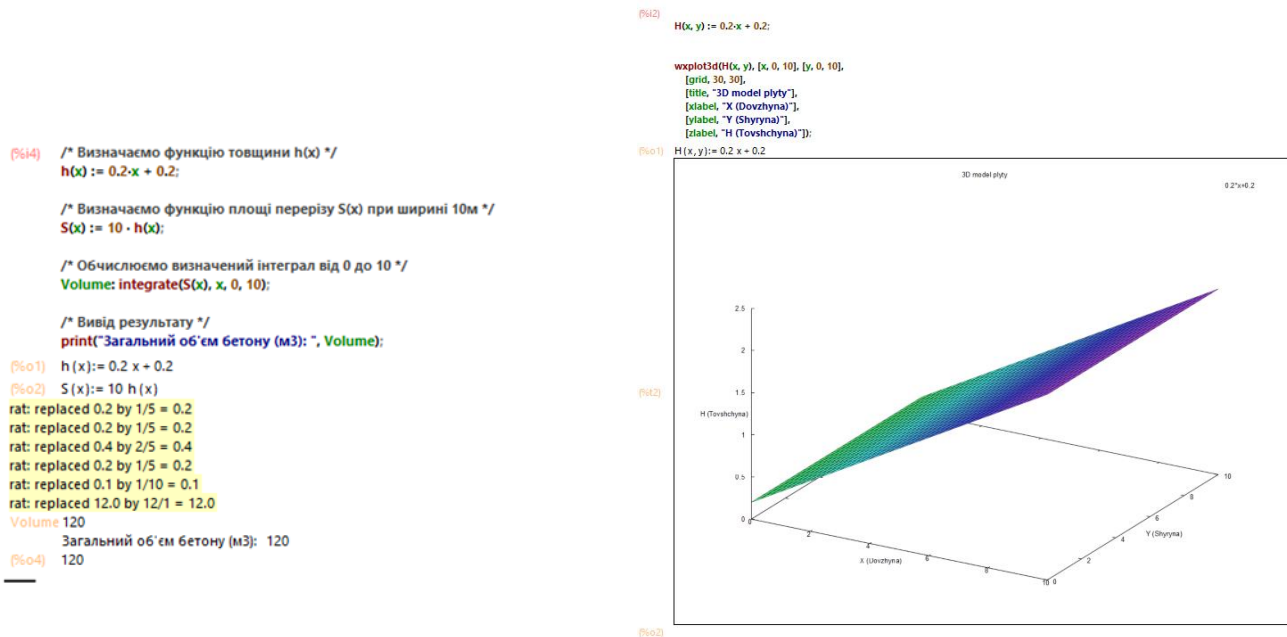 (%i4) /* Визначаємо функцію товщини h(x) */
h(x) := 0.2·x + 0.2;
/* Визначаємо функцію площі перерізу S(x) при ширині 10м */
S(x) := 10 · h(x);
/* Обчислюємо визначений інтеграл від 0 до 10 */
Volume: integrate(S(x), x, 0, 10);
/* Вивід результату */
print("Загальний об'єм бетону (м3): ", Volume);
(%o1) h(x):= 0.2 x + 0.2
(%o2) S(x):= 10 h(x)
rat: replaced 0.2 by 1/5 = 0.2
rat: replaced 0.2 by 1/5 = 0.2
rat: replaced 0.4 by 2/5 = 0.4
rat: replaced 0.2 by 1/5 = 0.2
rat: replaced 0.1 by 1/10 = 0.1
rat: replaced 12.0 by 12/1 = 12.0
Volume 120
Загальний об'єм бетону (м3): 120
(%o4) 120
(%i2)
H(x, y) := 0.2·x + 0.2;
wxplot3d(H(x, y), [x, 0, 10], [y, 0, 10],
[grid, 30, 30],
[title, "3D model plyty"],
[xlabel, "X (Dovzhyna)"],
[ylabel, "Y (Shyryna)"],
[zlabel, "H (Tovshchyna)"]);
(%o1) H(x,y):= 0.2 x + 0.2
3D model plyty
0.2*x+0.2
2.5
2
(%t2) 1.5
H (Tovshchyna)
1
0.5
0
0
2
4
6
8
10
X (Dovzhyna)
0
2
4
6
8
10
Y (Shyryna)
(%o2)